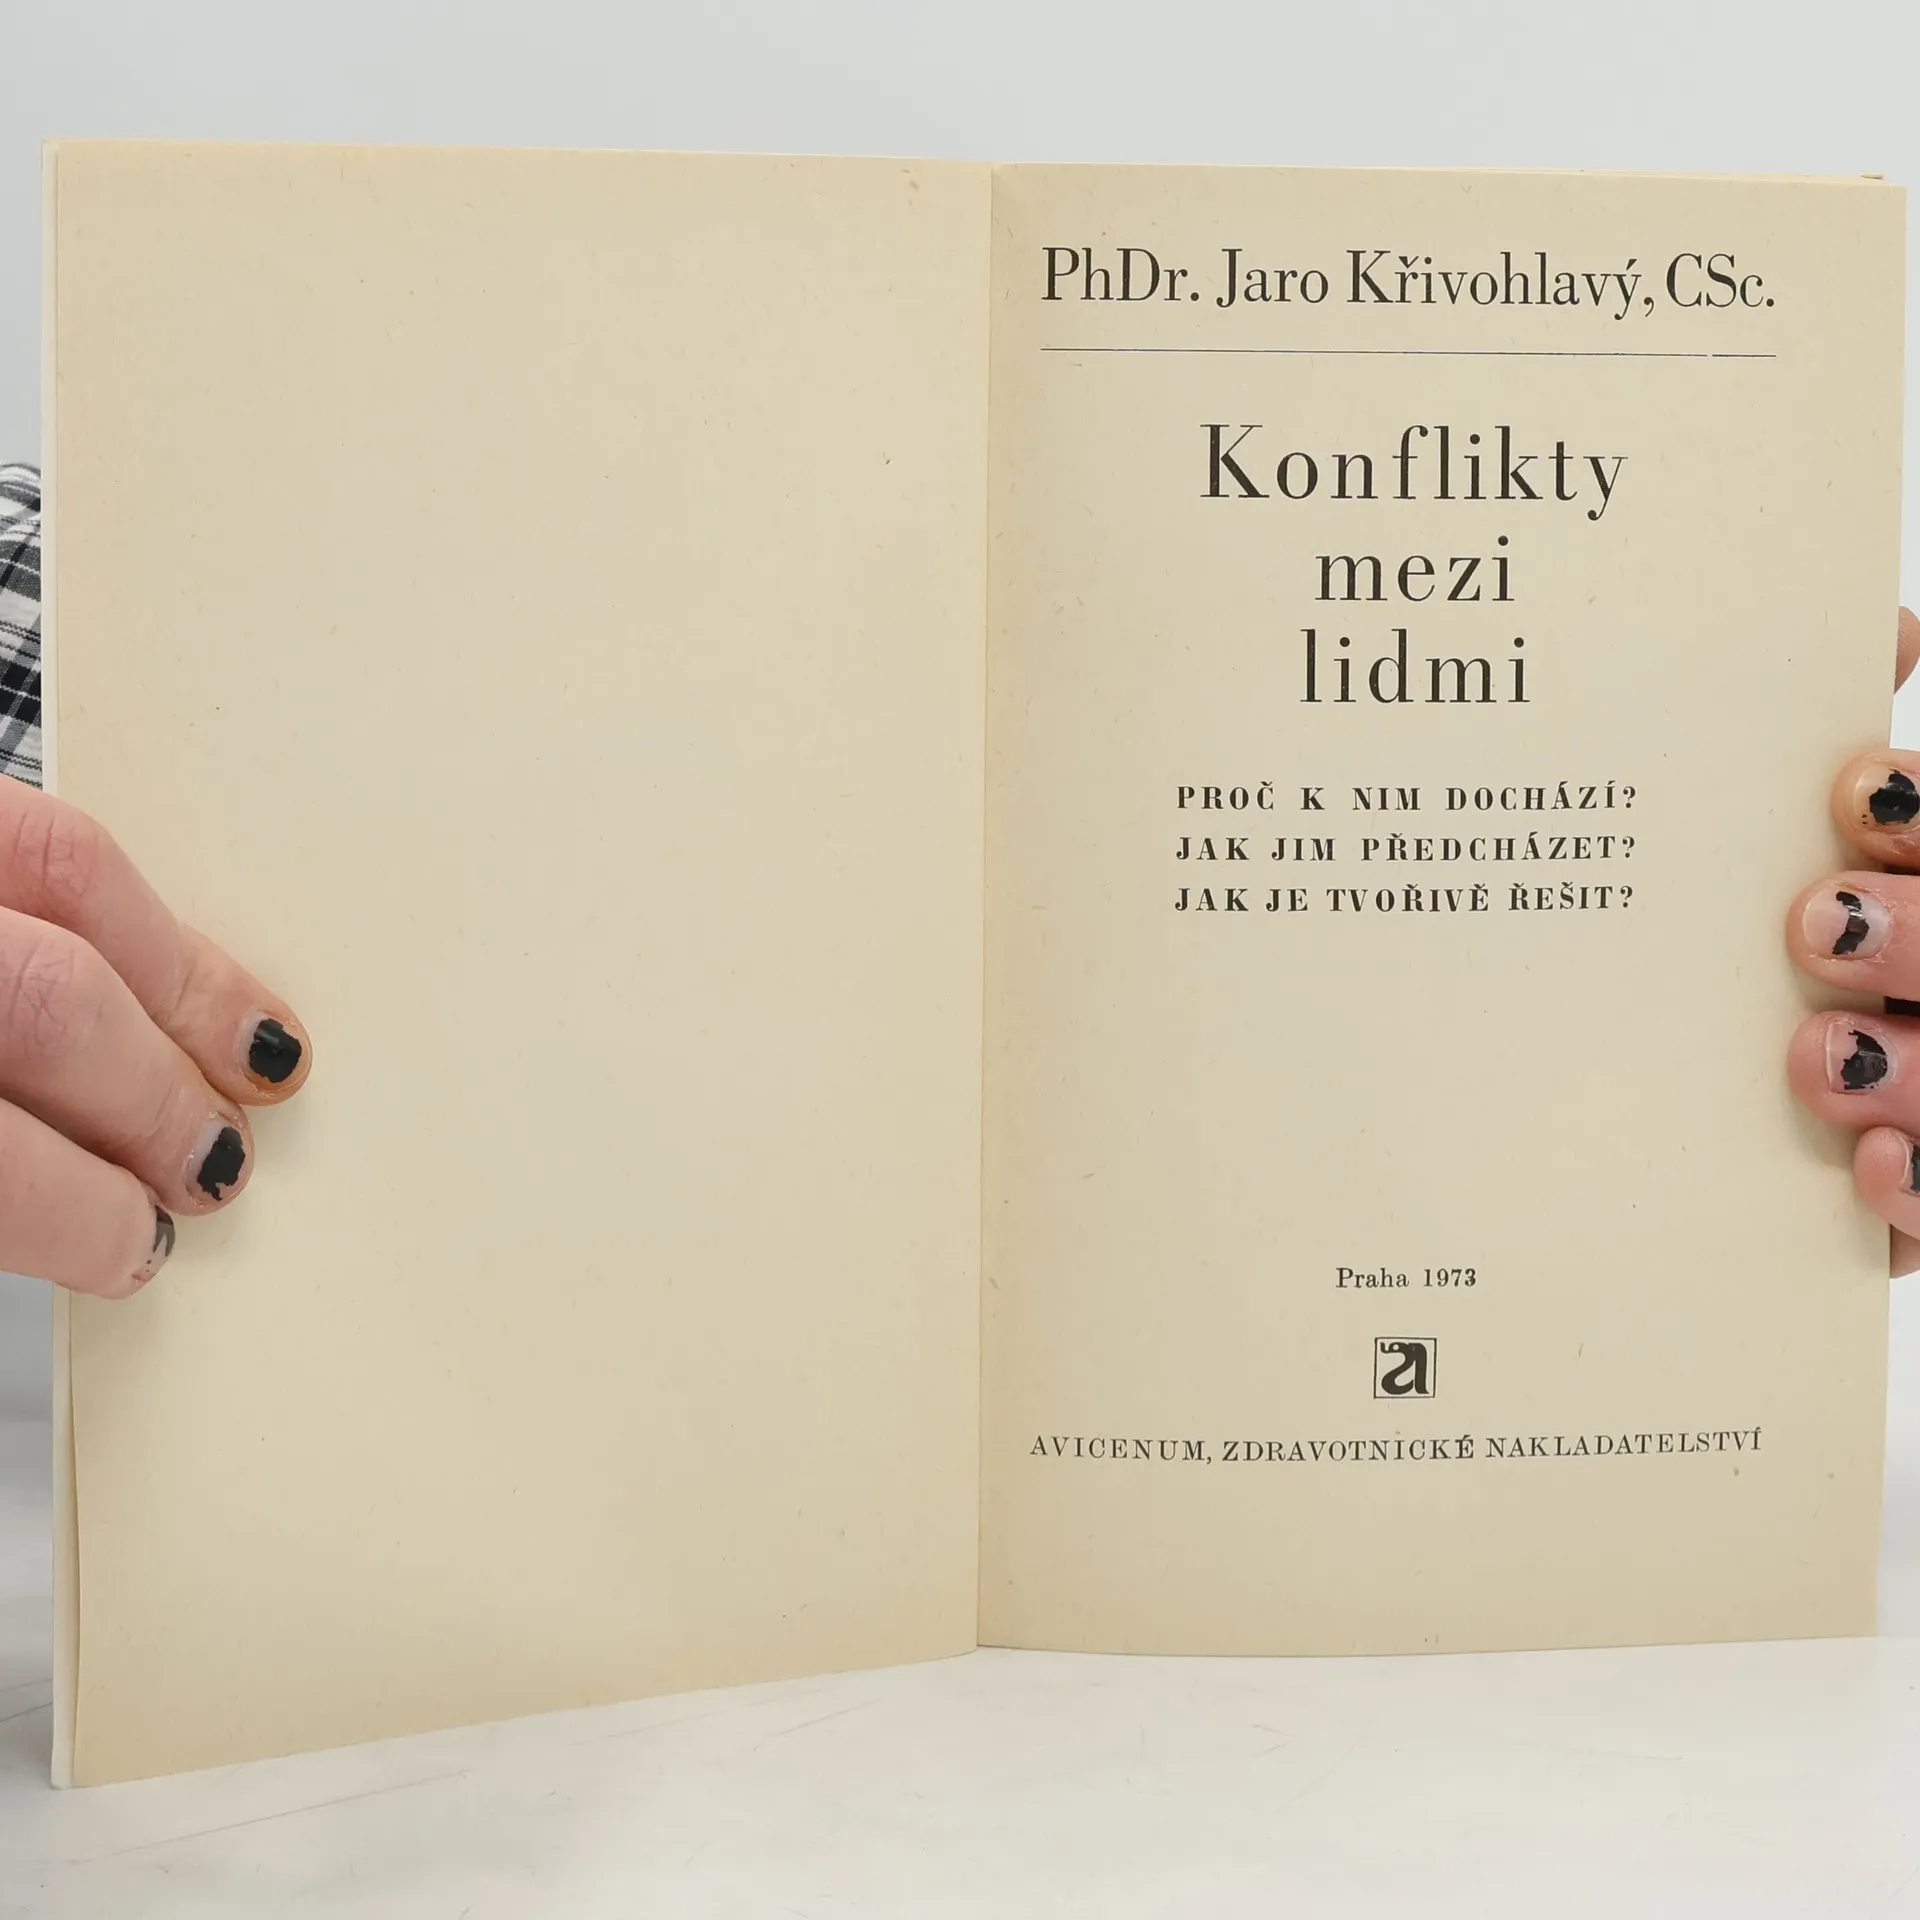 PhDr. Jaro Křivohlavý, CSc.
Konflikty
mezi
lidmi
PROČ K NIM DOCHÁZÍ?
JAK JIM PŘEDCHÁZET?
JAK JE TVOŘIVĚ ŘEŠIT?
Praha 1973
a
AVICENUM, ZDRAVOTNICKÉ NAKLADATELSTVÍ